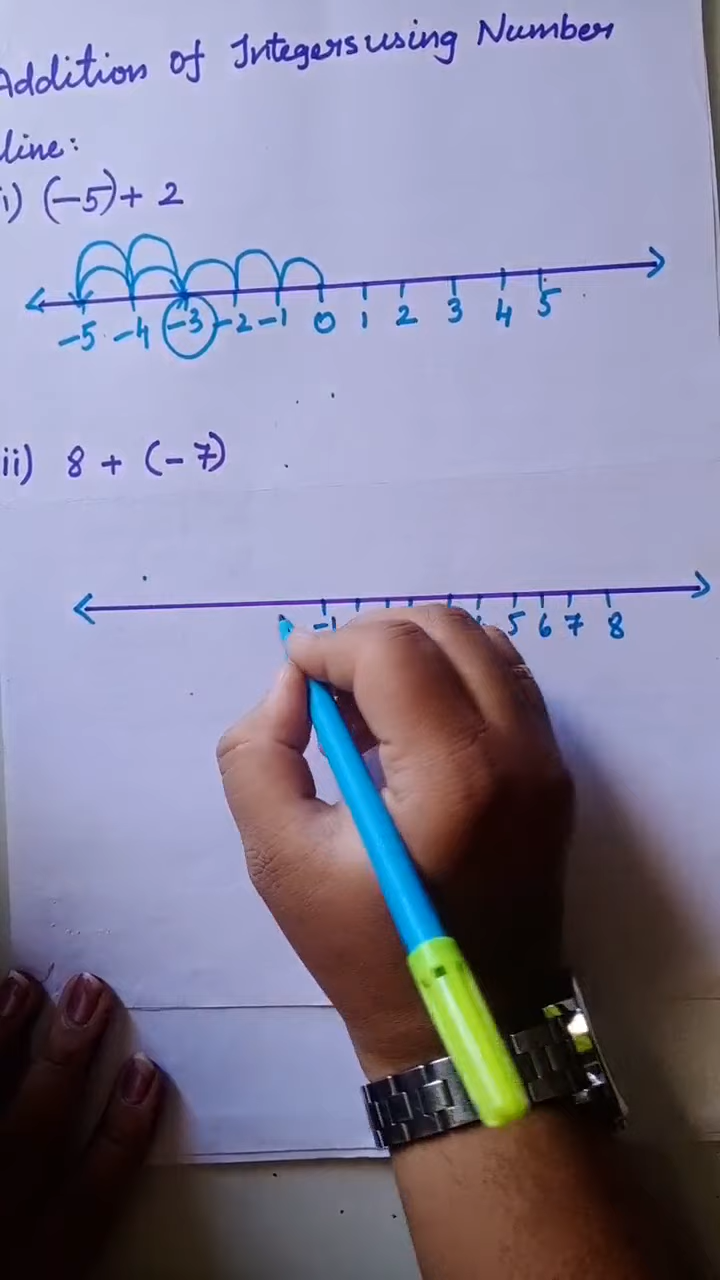 Addition of Integers using Number
line:
i) (-5) + 2
-5 -4 -3 -2 -1 0 1 2 3 4 5
ii) 8 + (-7)
-1 5 6 7 8